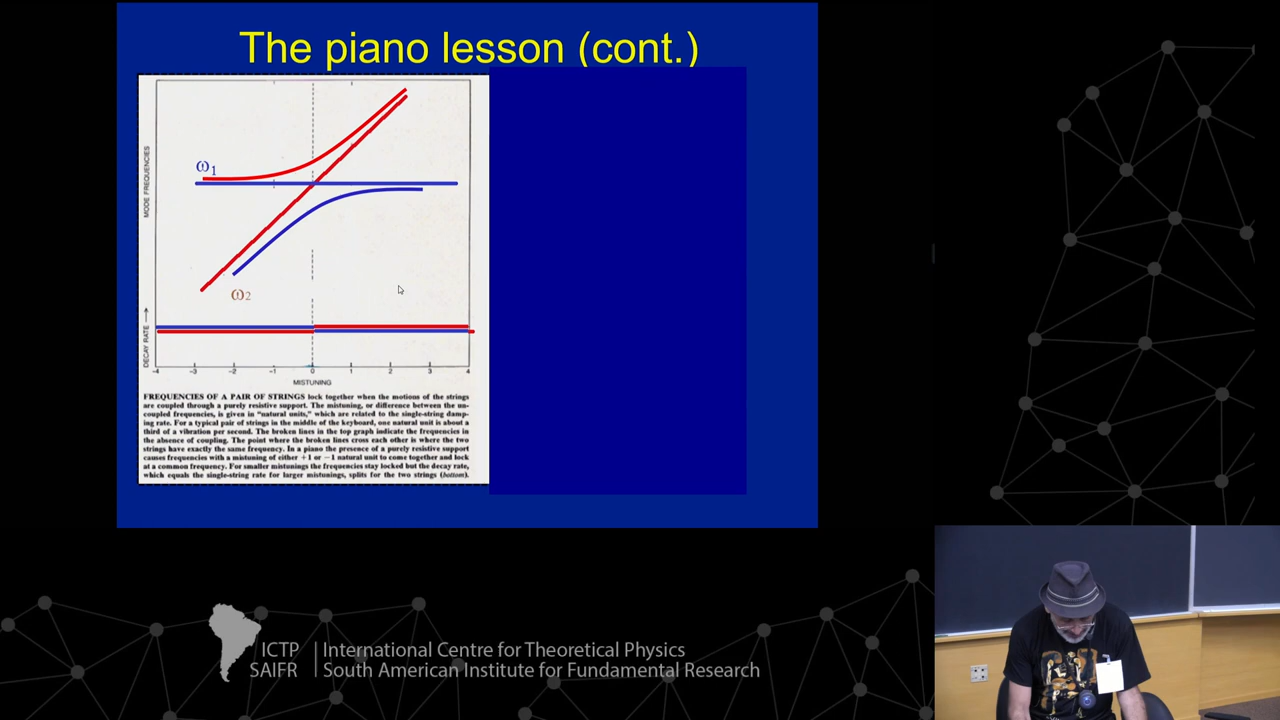 The piano lesson (cont.)
MODE FREQUENCIES
ω1
ω2
DECAY RATE →
-4 -3 -2 -1 0 1 2 3 4
MISTUNING
FREQUENCIES OF A PAIR OF STRINGS lock together when the motions of the strings
are coupled through a purely resistive support. The mistuning, or difference between the un-
coupled frequencies, is given in "natural units," which are related to the single-string damp-
ing rate. For a typical pair of strings in the middle of the keyboard, one natural unit is about a
third of a vibration per second. The broken lines in the top graph indicate the frequencies in
the absence of coupling. The point where the broken lines cross each other is where the two
strings have exactly the same frequency. In a piano the presence of a purely resistive support
causes frequencies with a mistuning of either +1 or −1 natural unit to come together and lock
at a common frequency. For smaller mistunings the frequencies stay locked but the decay rate,
which equals the single-string rate for larger mistunings, splits for the two strings (bottom).
ICTP
SAIFR
International Centre for Theoretical Physics
South American Institute for Fundamental Research